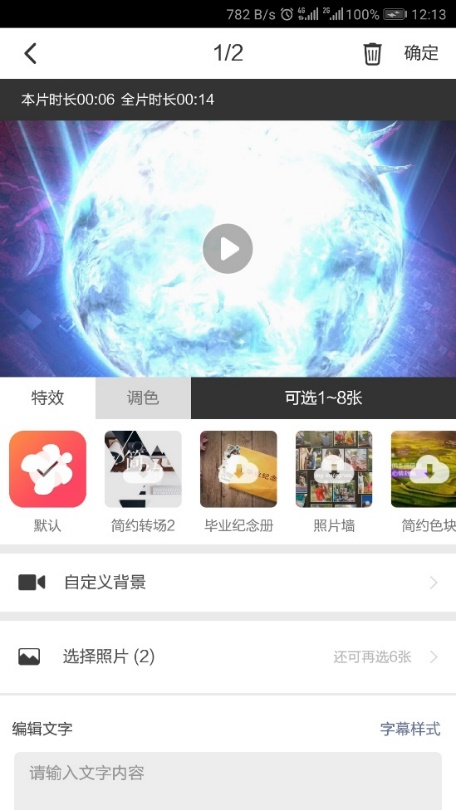 782 B/s 4G 2G 100% 12:13
1/2 确定
本片时长00:06 全片时长00:14
特效 调色 可选1~8张
默认 简约转场2 毕业纪念册 照片墙 简约色块
自定义背景
选择照片 (2) 还可再选6张
编辑文字 字幕样式
请输入文字内容